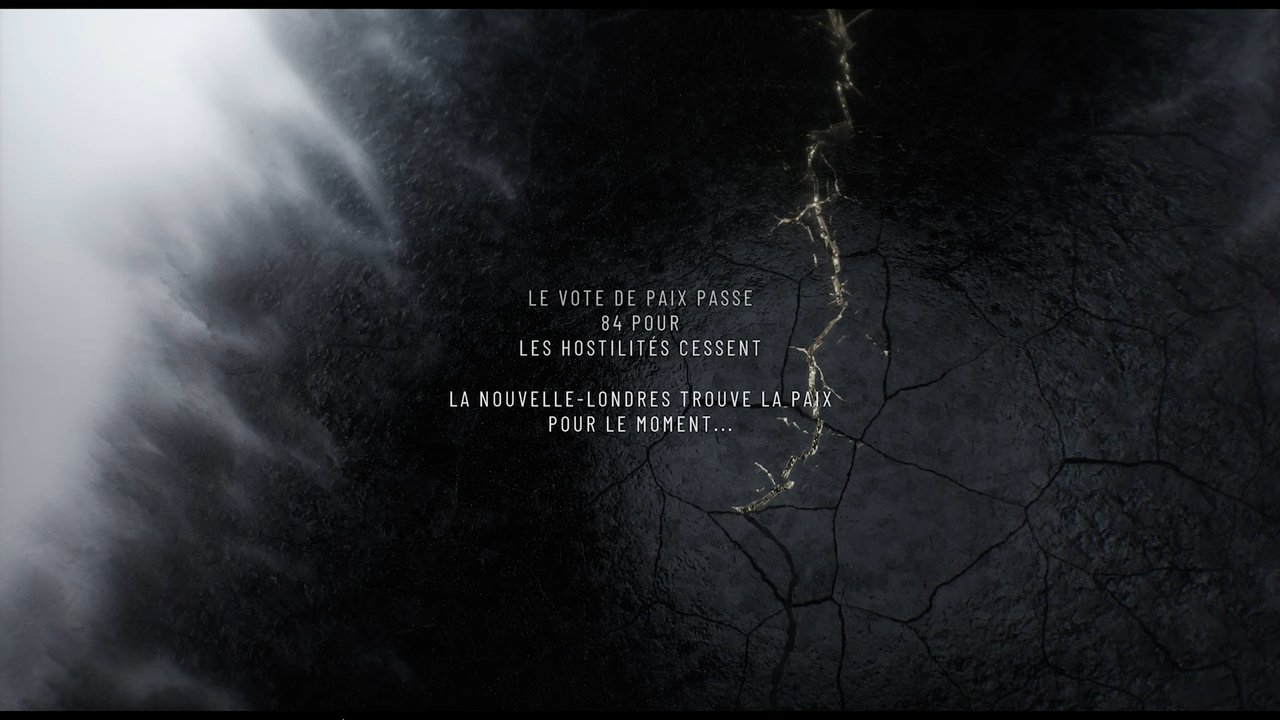 LE VOTE DE PAIX PASSE
84 POUR
LES HOSTILITÉS CESSENT
LA NOUVELLE-LONDRES TROUVE LA PAIX
POUR LE MOMENT...